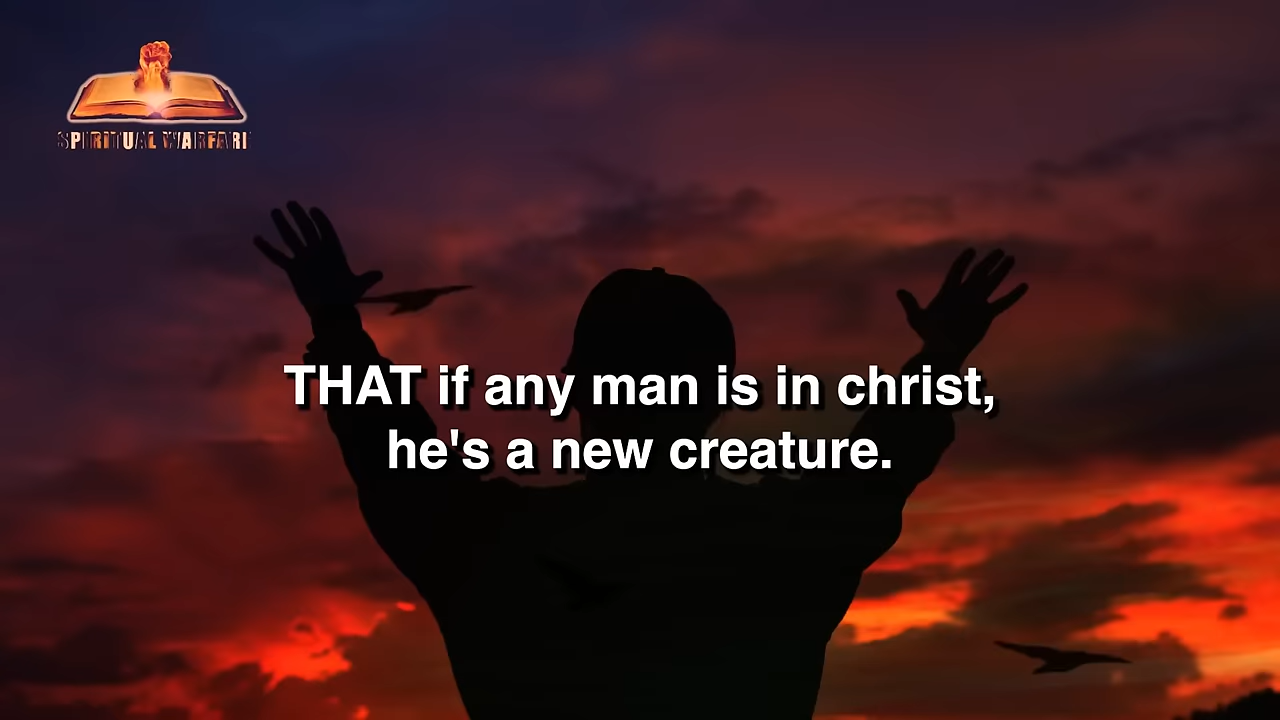 SPIRITUAL WARFARE
THAT if any man is in christ,
he's a new creature.